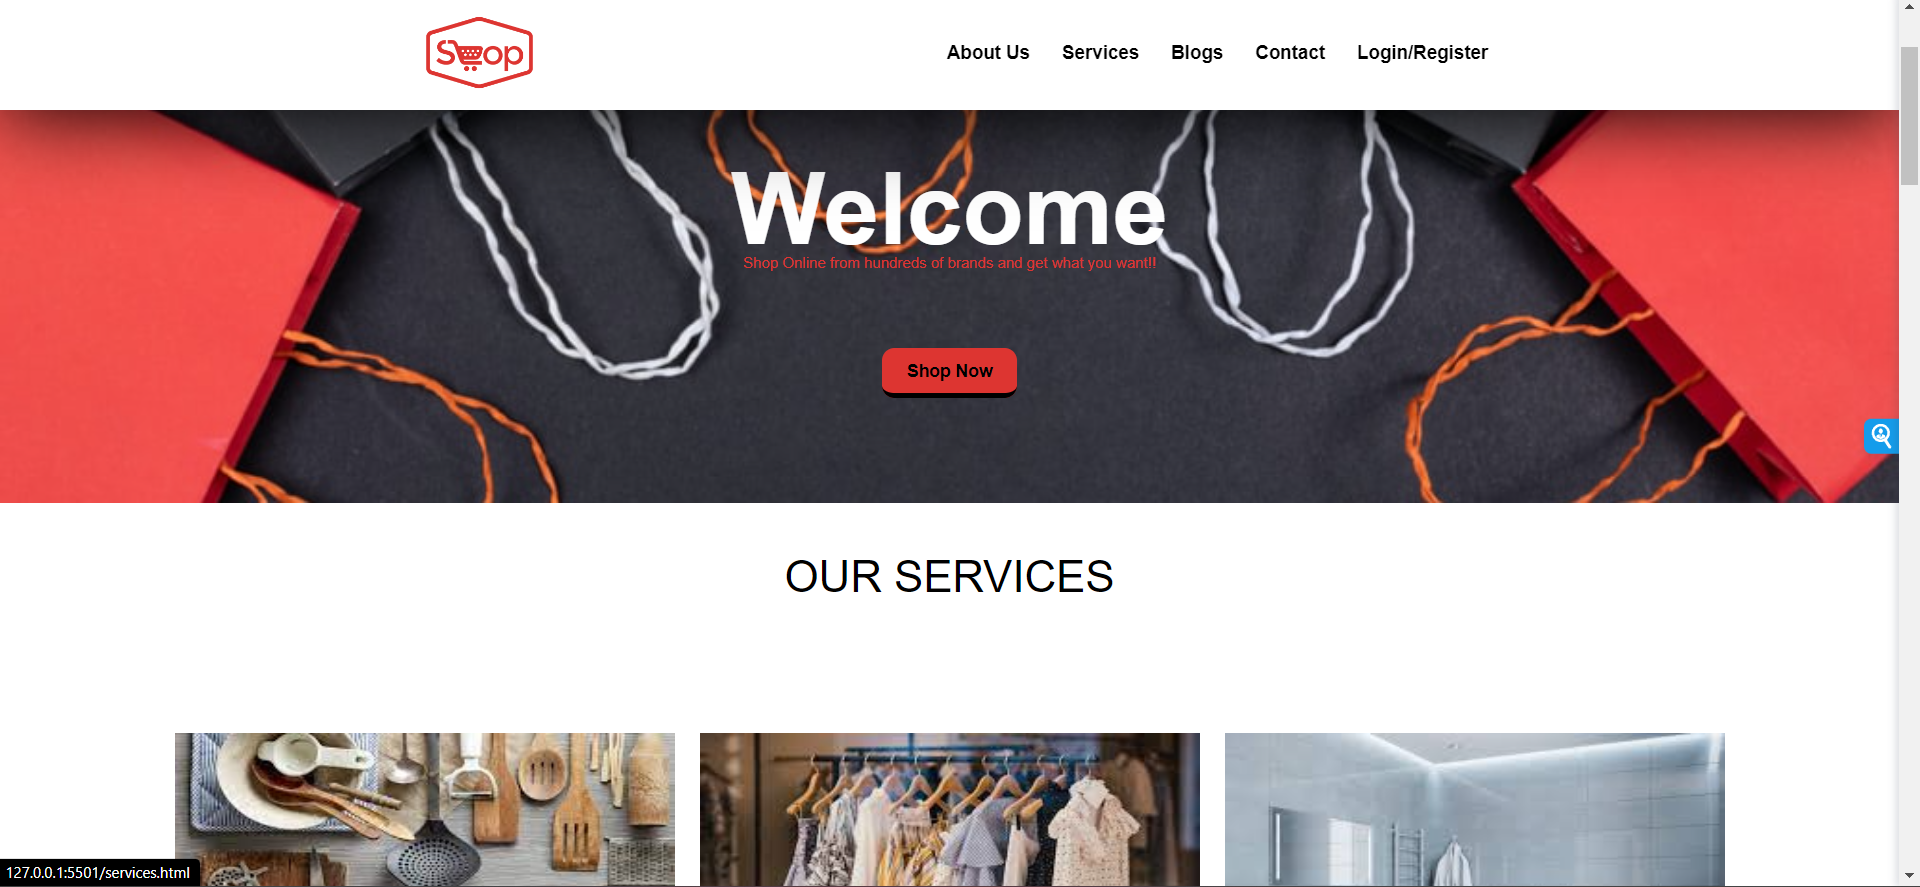 Shop
About Us Services Blogs Contact Login/Register
Welcome
Shop Online from hundreds of brands and get what you want!!
Shop Now
OUR SERVICES
127.0.0.1:5501/services.html